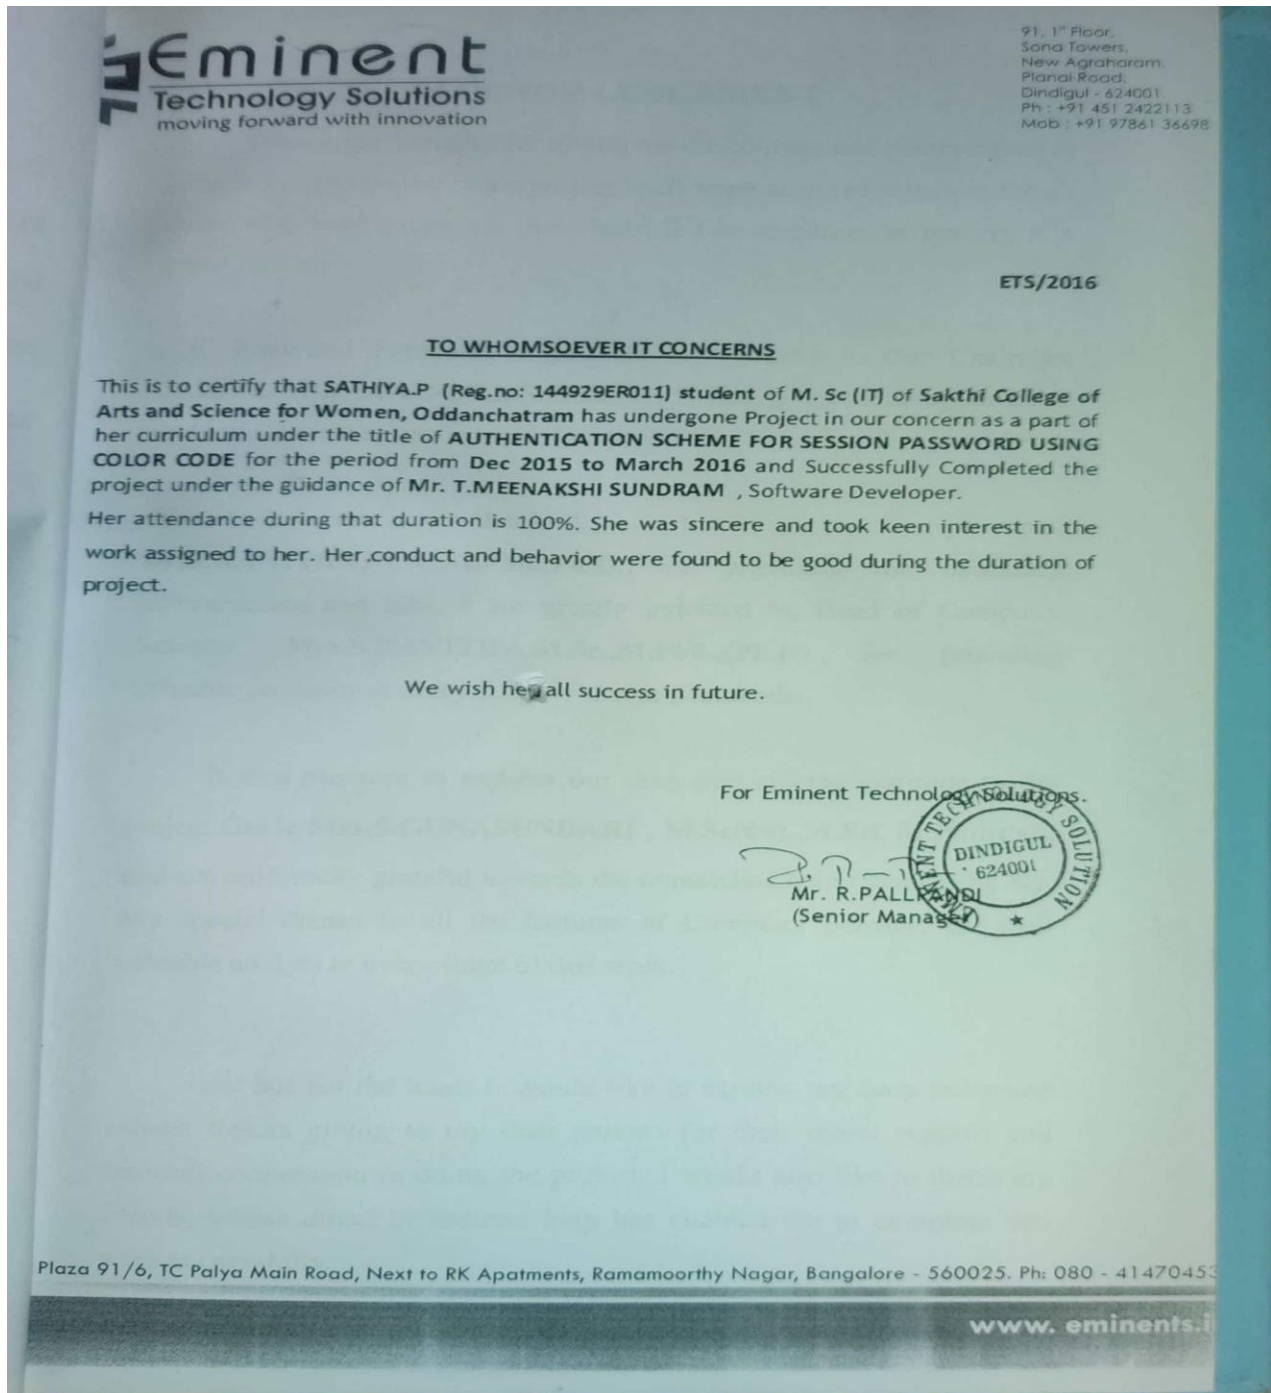 Eminent
Technology Solutions
moving forward with innovation
91, 1st Floor,
Sona Towers,
New Agraharam,
Planai Road,
Dindigul - 624001
Ph : +91 451 2422113
Mob : +91 97861 36698
ETS/2016
TO WHOMSOEVER IT CONCERNS
This is to certify that SATHIYA.P (Reg.no: 144929ER011) student of M. Sc (IT) of Sakthi College of
Arts and Science for Women, Oddanchatram has undergone Project in our concern as a part of
her curriculum under the title of AUTHENTICATION SCHEME FOR SESSION PASSWORD USING
COLOR CODE for the period from Dec 2015 to March 2016 and Successfully Completed the
project under the guidance of Mr. T.MEENAKSHI SUNDRAM , Software Developer.
Her attendance during that duration is 100%. She was sincere and took keen interest in the
work assigned to her. Her conduct and behavior were found to be good during the duration of
project.
We wish her all success in future.
For Eminent Technology Solutions.
EMINENT TECHNOLOGY SOLUTION
DINDIGUL
624001
Mr. R.PALLPANDI
(Senior Manager)
Plaza 91/6, TC Palya Main Road, Next to RK Apatments, Ramamoorthy Nagar, Bangalore - 560025. Ph: 080 - 41470453
www. eminents.i